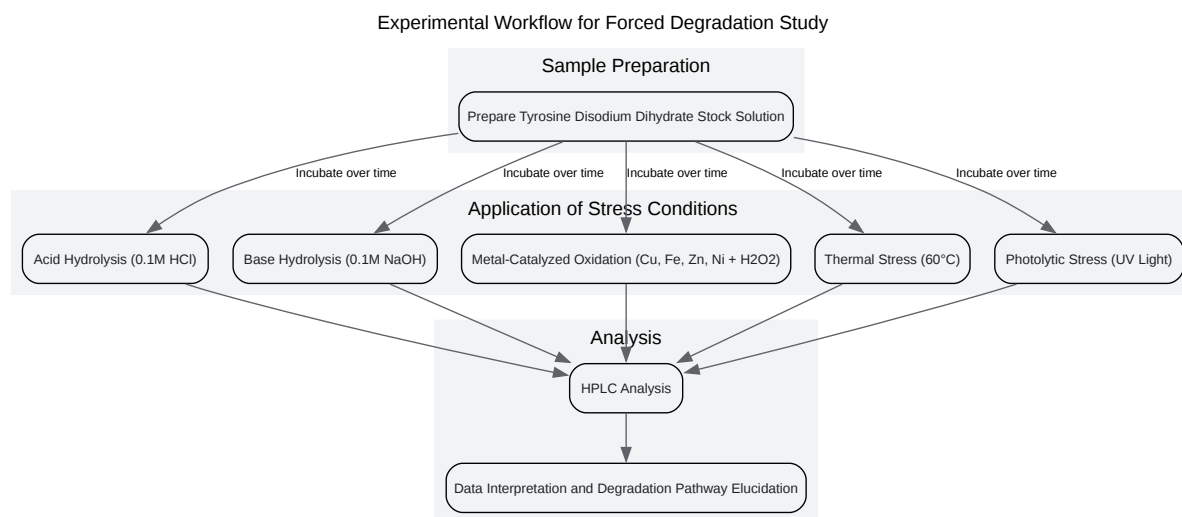 Experimental Workflow for Forced Degradation Study
Sample Preparation
Prepare Tyrosine Disodium Dihydrate Stock Solution
Incubate over time
Incubate over time
Incubate over time
Incubate over time
Incubate over time
Application of Stress Conditions
Acid Hydrolysis (0.1M HCl)
Base Hydrolysis (0.1M NaOH)
Metal-Catalyzed Oxidation (Cu, Fe, Zn, Ni + H2O2)
Thermal Stress (60°C)
Photolytic Stress (UV Light)
Analysis
HPLC Analysis
Data Interpretation and Degradation Pathway Elucidation